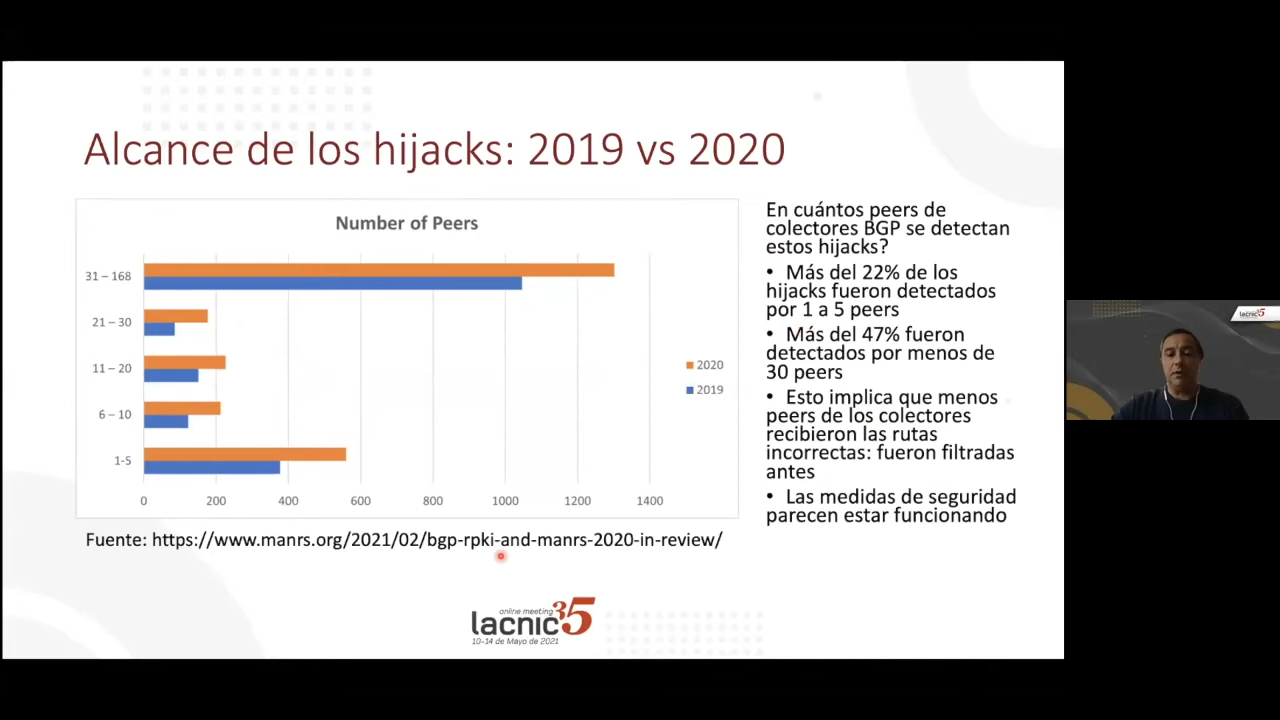 Alcance de los hijacks: 2019 vs 2020
Number of Peers
31 – 168
21 – 30
11 – 20
6 – 10
1-5
0 200 400 600 800 1000 1200 1400
2020
2019
Fuente: https://www.manrs.org/2021/02/bgp-rpki-and-manrs-2020-in-review/
En cuántos peers de
colectores BGP se detectan
estos hijacks?
• Más del 22% de los
hijacks fueron detectados
por 1 a 5 peers
• Más del 47% fueron
detectados por menos de
30 peers
• Esto implica que menos
peers de los colectores
recibieron las rutas
incorrectas: fueron filtradas
antes
• Las medidas de seguridad
parecen estar funcionando
online meeting
lacnic35
10-14 de Mayo de 2021
lacnic35